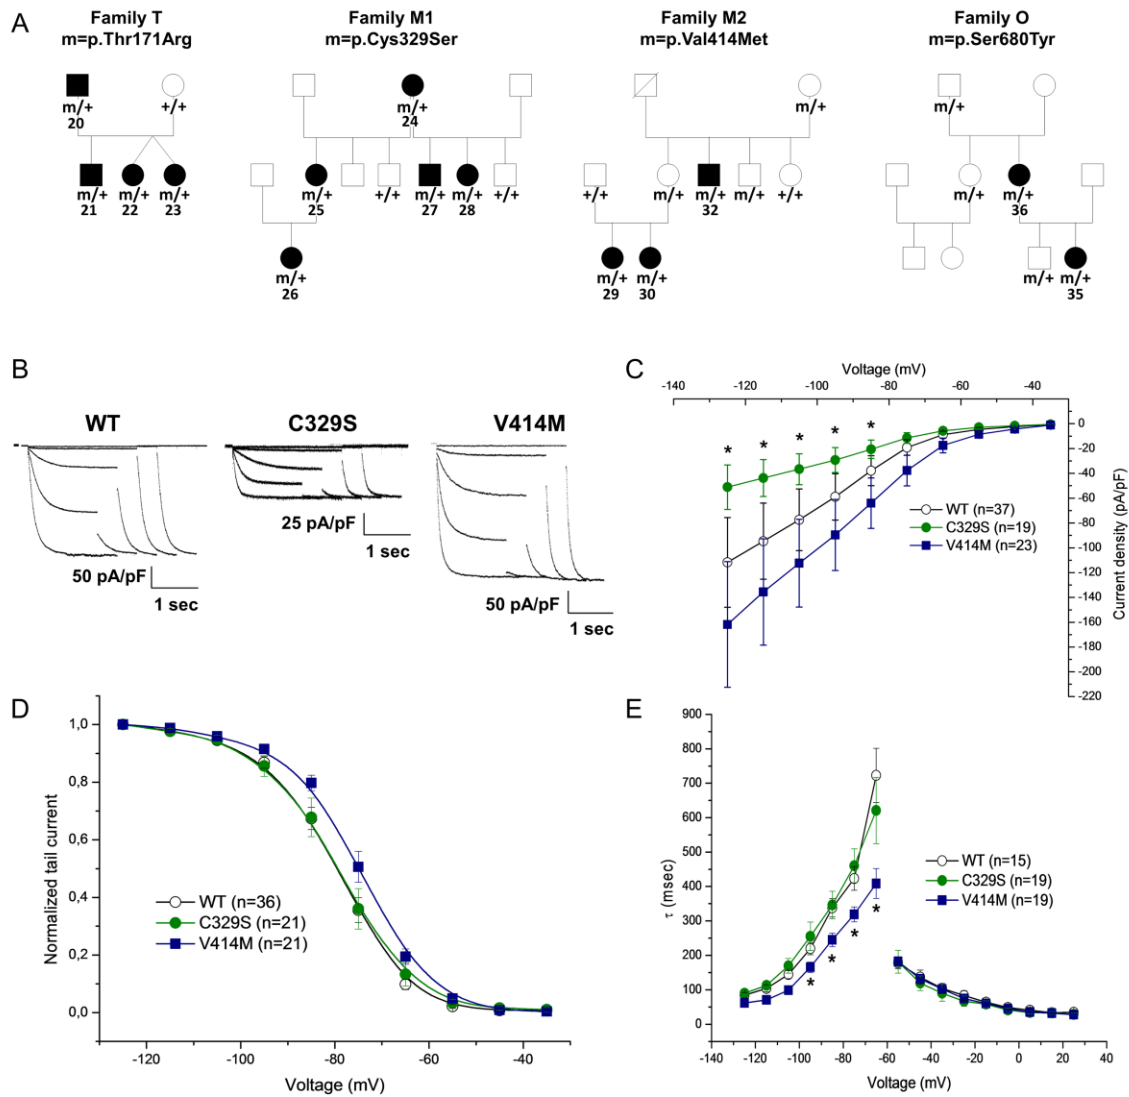 A
Family T
m=p.Thr171Arg
Family M1
m=p.Cys329Ser
Family M2
m=p.Val414Met
Family O
m=p.Ser680Tyr
m/+ +/+ m/+ m/+ m/+
20 24
m/+ m/+ m/+ m/+ +/+ m/+ m/+ +/+ +/+ m/+ m/+ m/+ +/+ m/+ m/+
21 22 23 25 27 28 32 36
m/+ m/+ m/+ m/+ m/+
26 29 30 35
B
WT
C329S
V414M
50 pA/pF
1 sec
25 pA/pF
1 sec
50 pA/pF
1 sec
C
Voltage (mV)
-140 -120 -100 -80 -60 -40
* * * * *
0
-20
-40
-60
-80
-100
-120
-140
-160
-180
-200
-220
Current density (pA/pF)
WT (n=37)
C329S (n=19)
V414M (n=23)
D
1,0
0,8
0,6
0,4
0,2
0,0
Normalized tail current
WT (n=36)
C329S (n=21)
V414M (n=21)
-120 -100 -80 -60 -40
Voltage (mV)
E
900
800
700
600
500
400
300
200
100
0
τ (msec)
WT (n=15)
C329S (n=19)
V414M (n=19)
* * * *
-140 -120 -100 -80 -60 -40 -20 0 20 40
Voltage (mV)